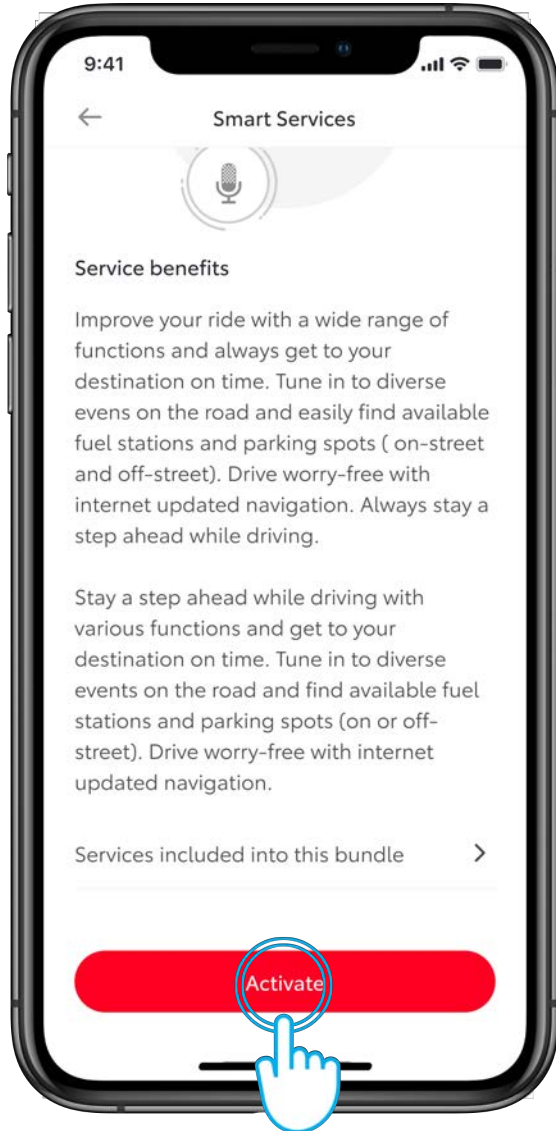 9:41
Smart Services
Service benefits
Improve your ride with a wide range of
functions and always get to your
destination on time. Tune in to diverse
evens on the road and easily find available
fuel stations and parking spots ( on-street
and off-street). Drive worry-free with
internet updated navigation. Always stay a
step ahead while driving.
Stay a step ahead while driving with
various functions and get to your
destination on time. Tune in to diverse
events on the road and find available fuel
stations and parking spots (on or off-
street). Drive worry-free with internet
updated navigation.
Services included into this bundle
Activate